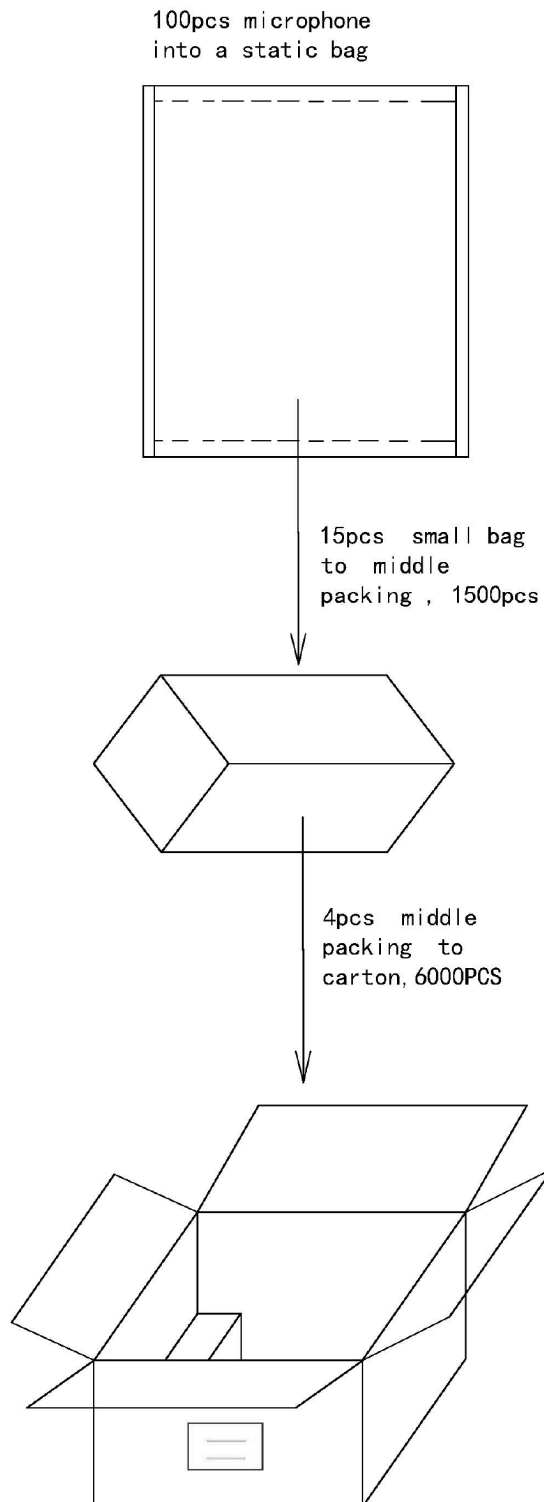 100pcs microphone
into a static bag
15pcs small bag
to middle
packing , 1500pcs
4pcs middle
packing to
carton,6000PCS